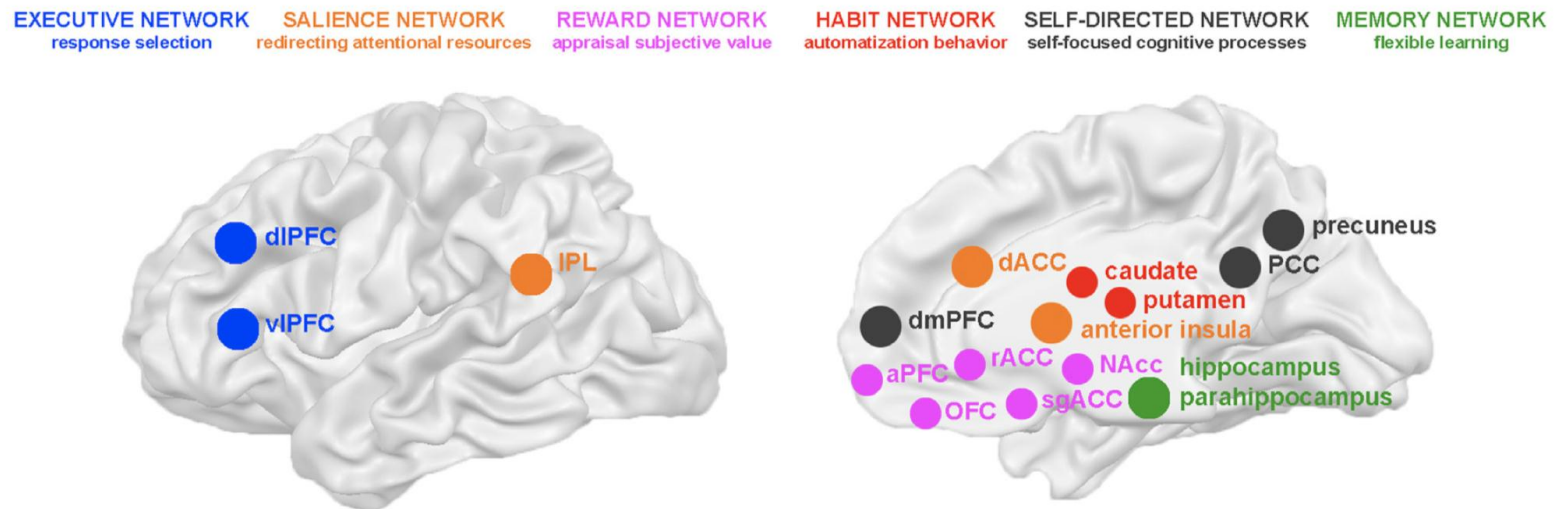 EXECUTIVE NETWORK
response selection
SALIENCE NETWORK
redirecting attentional resources
REWARD NETWORK
appraisal subjective value
HABIT NETWORK
automatization behavior
SELF-DIRECTED NETWORK
self-focused cognitive processes
MEMORY NETWORK
flexible learning
dlPFC
IPL
vlPFC
precuneus
dACC
PCC
caudate
putamen
dmPFC
anterior insula
rACC
NAcc
hippocampus
aPFC
sgACC
parahippocampus
OFC